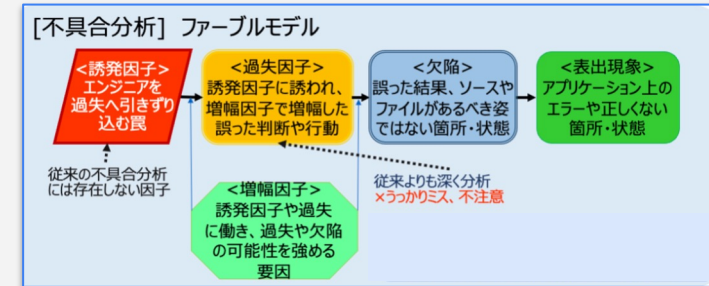 [不具合分析] ファーブルモデル
<誘発因子>
エンジニアを
過失へ引きずり
込む罠
<過失因子>
誘発因子に誘われ、
増幅因子で増幅した
誤った判断や行動
<欠陥>
誤った結果、ソースや
ファイルがあるべき姿
ではない箇所・状態
<表出現象>
アプリケーション上の
エラーや正しくない
箇所・状態
従来の不具合分析
には存在しない因子
<増幅因子>
誘発因子や過失
に働き、過失や欠陥
の可能性を強める
要因
従来よりも深く分析
×うっかりミス、不注意